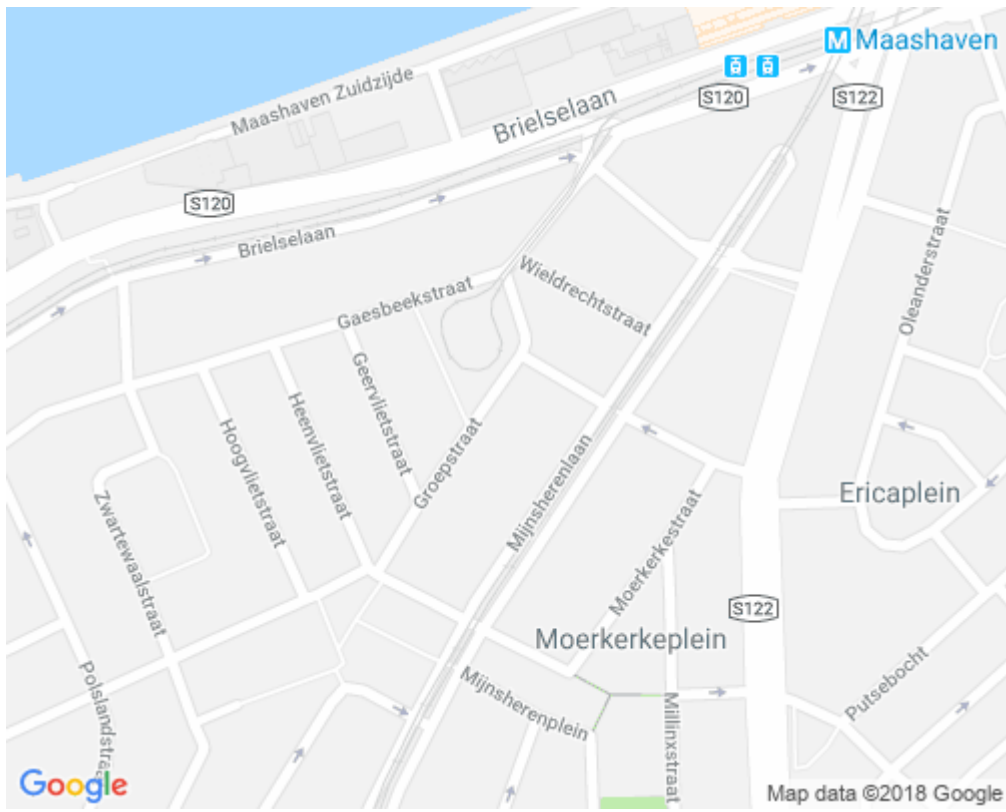 Maashaven
Maashaven Zuidzijde
Brielselaan
S120
S122
S120
Brielselaan
Oleanderstraat
Wieldrechtstraat
Gaesbeekstraat
Geervlietstraat
Heenvlietstraat
Hoogvlietstraat
Groepstraat
Mijnsherenlaan
Ericaplein
Zwartewaalstraat
Moerkerkestraat
S122
Moerkerkeplein
Polslandstraat
Mijnsherenplein
Millinxstraat
Putsebocht
Google
Map data ©2018 Google